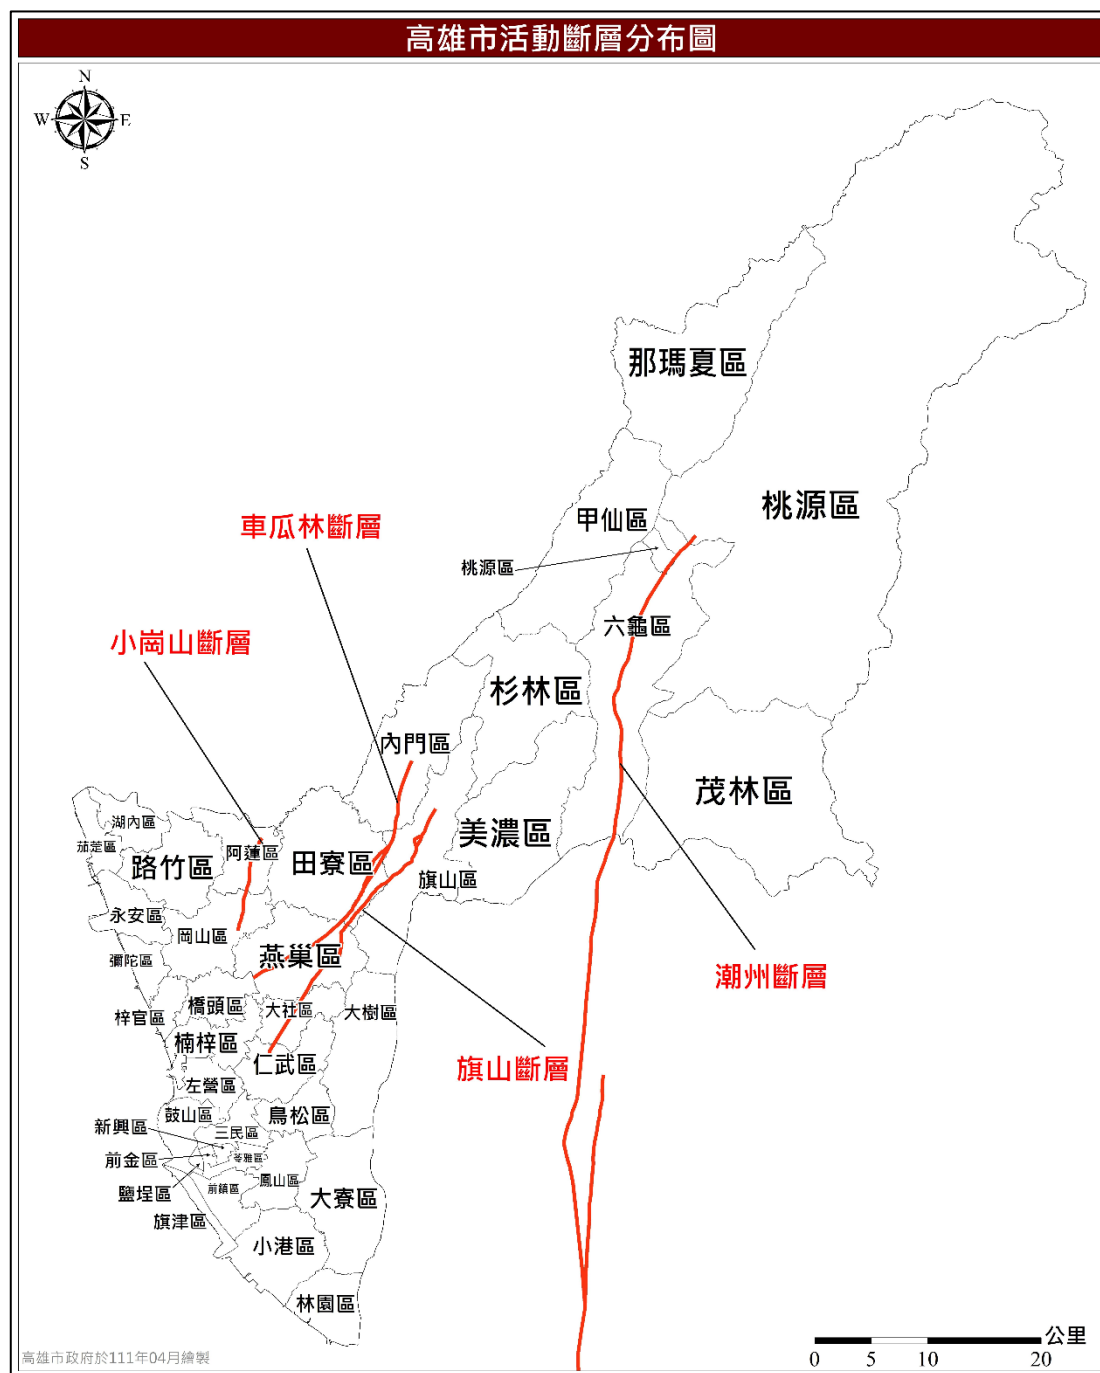 高雄市活動斷層分布圖
N
W
E
S
那瑪夏區
桃源區
甲仙區
車瓜林斷層
桃源區
六龜區
小崗山斷層
杉林區
內門區
茂林區
湖內區
美濃區
茄萣區
路竹區
阿蓮區
田寮區
旗山區
永安區
岡山區
燕巢區
彌陀區
潮州斷層
橋頭區
大社區
大樹區
梓官區
楠梓區
仁武區
旗山斷層
左營區
鼓山區
鳥松區
新興區
三民區
前金區
苓雅區
鹽埕區
前鎮區
鳳山區
大寮區
旗津區
小港區
林園區
公里
0 5 10 20
高雄市政府於111年04月繪製